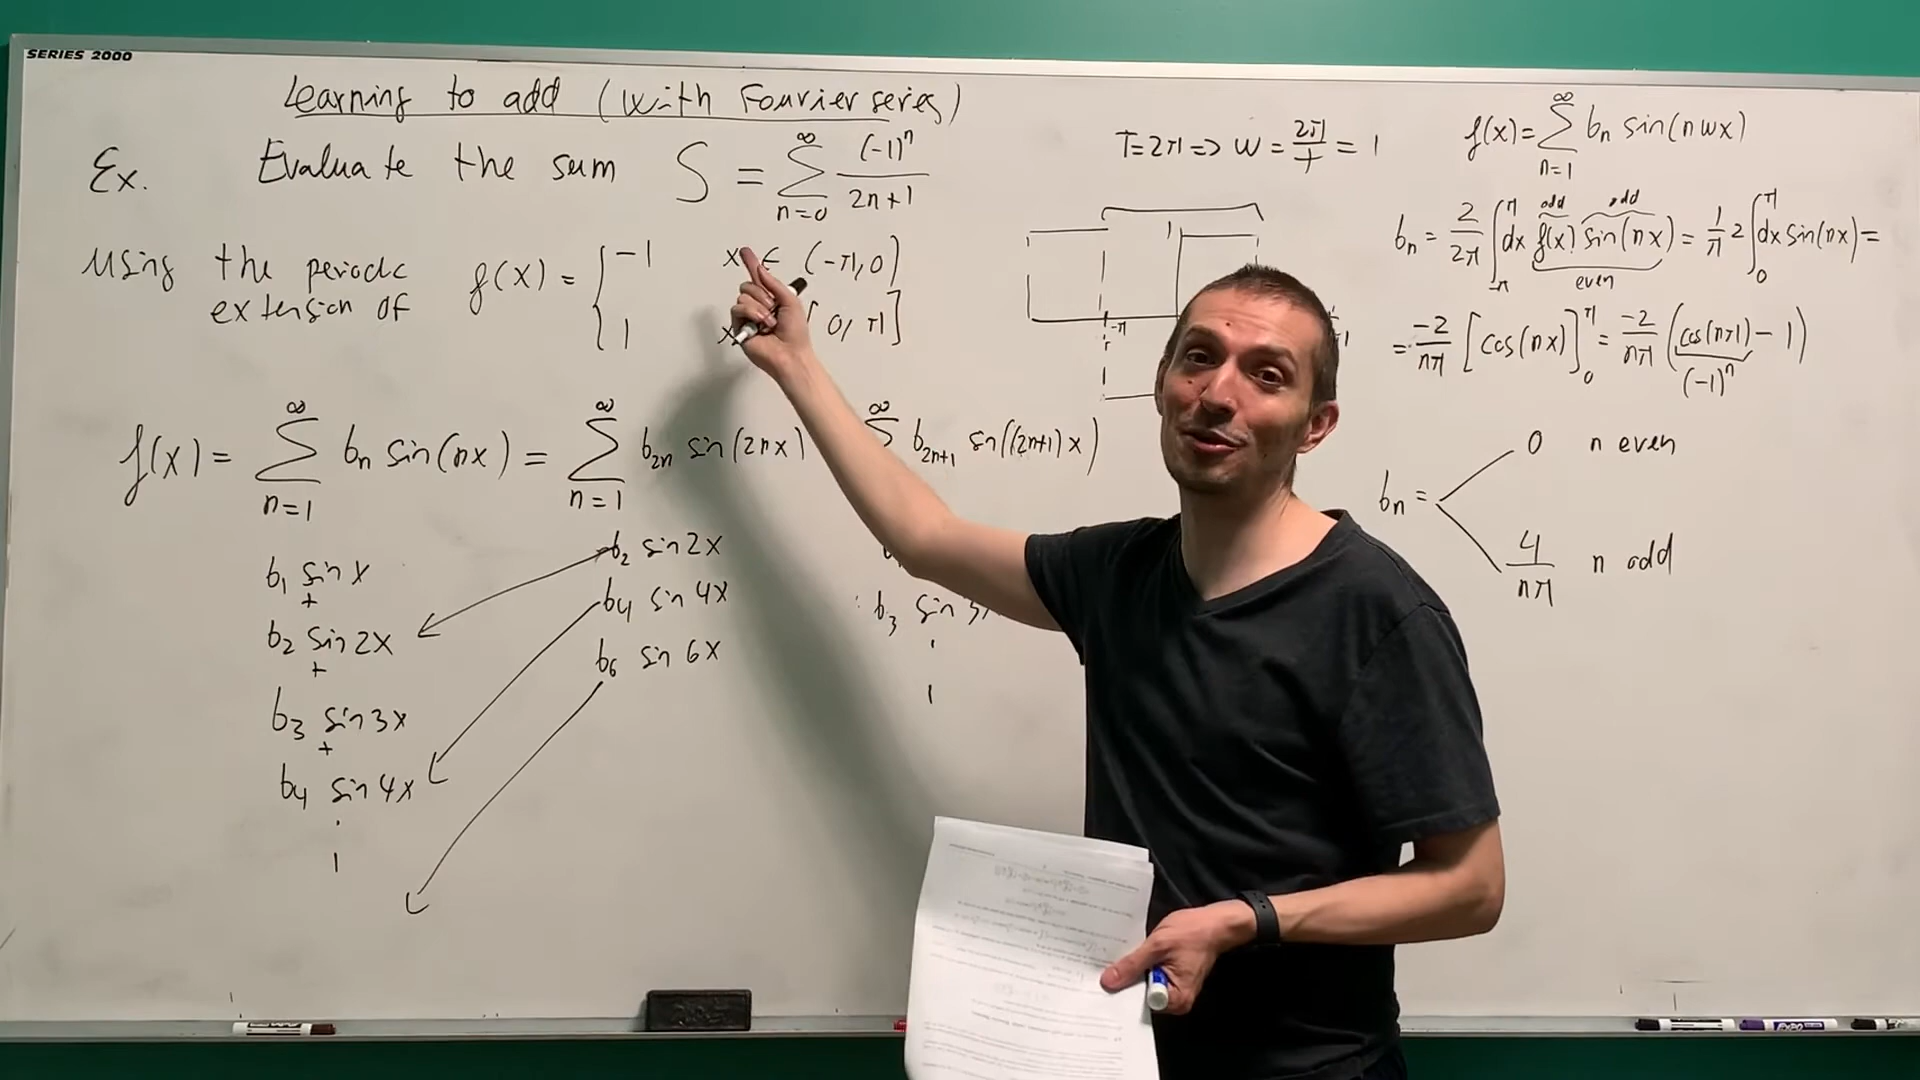 SERIES 2000
Learning to add (with Fourier series)
Ex. Evaluate the sum S = ∑_{n=0}^{∞} (-1)^n / (2n+1)
using the periodc extension of f(x) = { -1 x ∈ (-π, 0]
1 x [0, π]
f(x) = ∑_{n=1}^{∞} b_n sin(nx) = ∑_{n=1}^{∞} b_{2n} sin(2nx) ∑^{∞} b_{2n+1} sin((2n+1)x)
b_1 sin x
+
b_2 sin 2x
+
b_3 sin 3x
+
b_4 sin 4x
b_2 sin 2x
b_4 sin 4x
b_6 sin 6x
b_3 sin 3x
T=2π => w = 2π/T = 1
1
-π
f(x) = ∑_{n=1}^{∞} b_n sin(nwx)
b_n = 2/2π ∫_{-π}^{π} dx f(x) sin(nx) = 1/π 2 ∫_0^π dx sin(nx) =
odd odd
even
= -2/nπ [cos(nx)]_0^π = -2/nπ (cos(nπ) - 1)
(-1)^n
b_n =
0 n even
4/nπ n odd